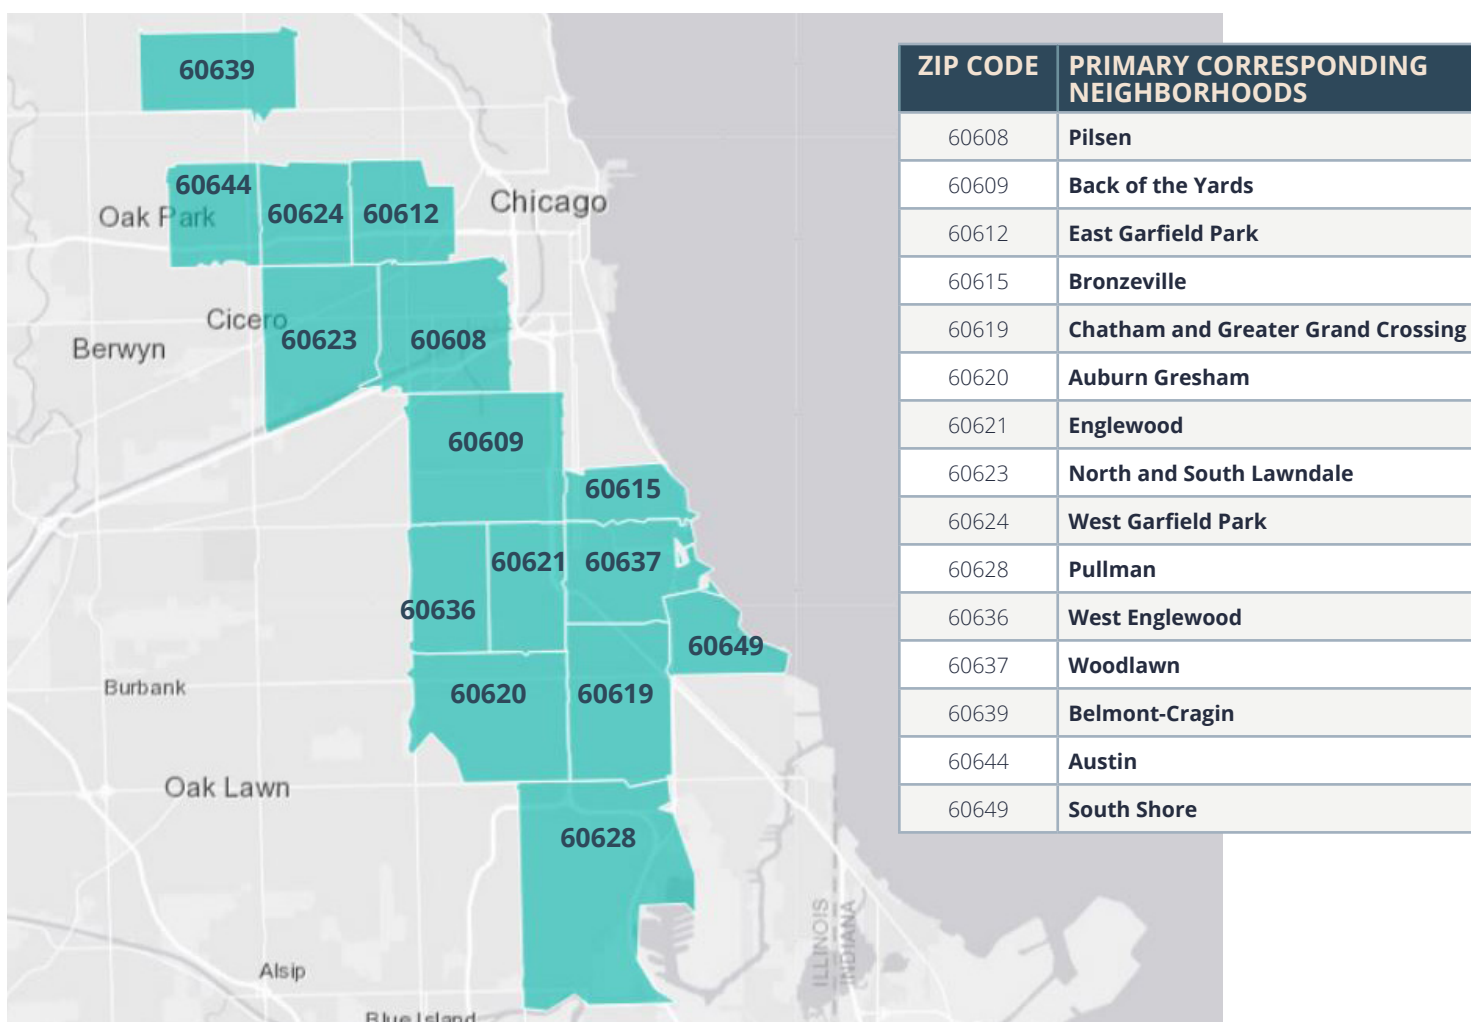 60639
60644
60624
60612
Oak Park
Chicago
Cicero
Berwyn
60623
60608
60609
60615
60621
60637
60636
60649
60620
60619
Burbank
Oak Lawn
60628
Alsip
Blue Island
ILLINOIS
INDIANA
ZIP CODE PRIMARY CORRESPONDING
NEIGHBORHOODS
60608 Pilsen
60609 Back of the Yards
60612 East Garfield Park
60615 Bronzeville
60619 Chatham and Greater Grand Crossing
60620 Auburn Gresham
60621 Englewood
60623 North and South Lawndale
60624 West Garfield Park
60628 Pullman
60636 West Englewood
60637 Woodlawn
60639 Belmont-Cragin
60644 Austin
60649 South Shore